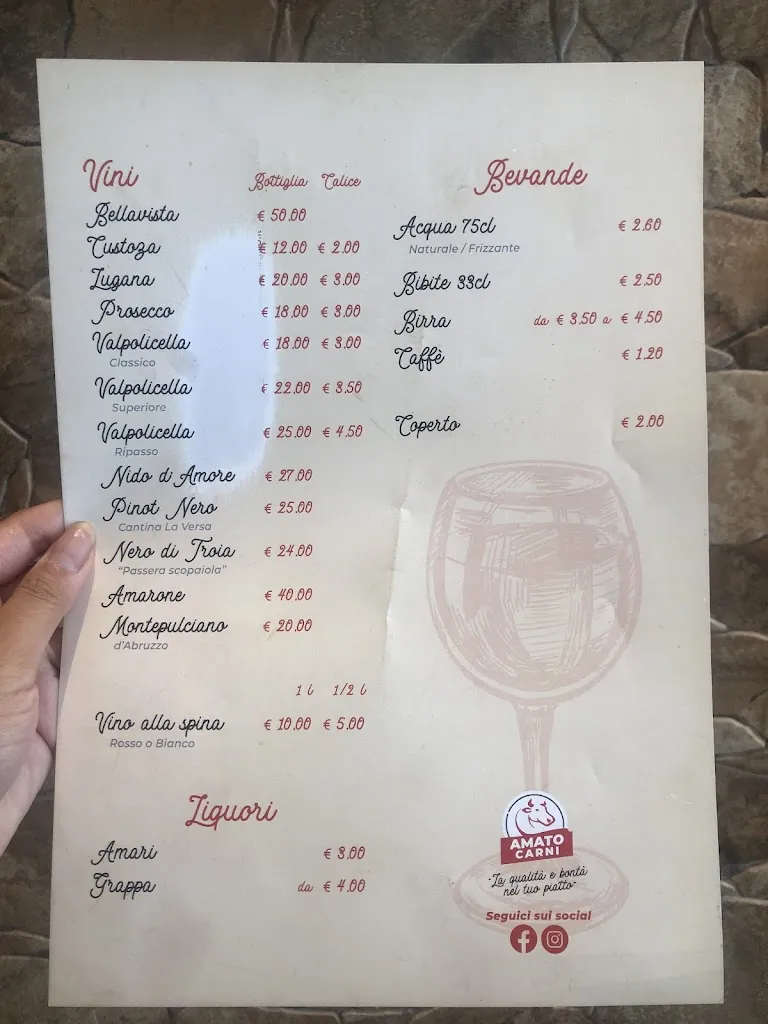 Vini Bottiglia Calice
Bellavista € 50.00
Custoza € 12.00 € 2.00
Lugana € 20.00 € 3.00
Prosecco € 18.00 € 3.00
Valpolicella € 18.00 € 3.00
Classico
Valpolicella € 22.00 € 3.50
Superiore
Valpolicella € 25.00 € 4.50
Ripasso
Nido d'Amore € 27.00
Pinot Nero € 25.00
Cantina La Versa
Nero di Troia € 24.00
"Passera scopaiola"
Amarone € 40.00
Montepulciano € 20.00
d'Abruzzo
1 l 1/2 l
Vino alla spina € 10.00 € 5.00
Rosso o Bianco
Liquori
Amari € 3.00
Grappa da € 4.00
Bevande
Acqua 75cl € 2.60
Naturale / Frizzante
Bibite 33cl € 2.50
Birra da € 3.50 a € 4.50
Caffè € 1.20
Coperto € 2.00
AMATO
CARNI
"La qualità e bontà
nel tuo piatto"
Seguici sui social